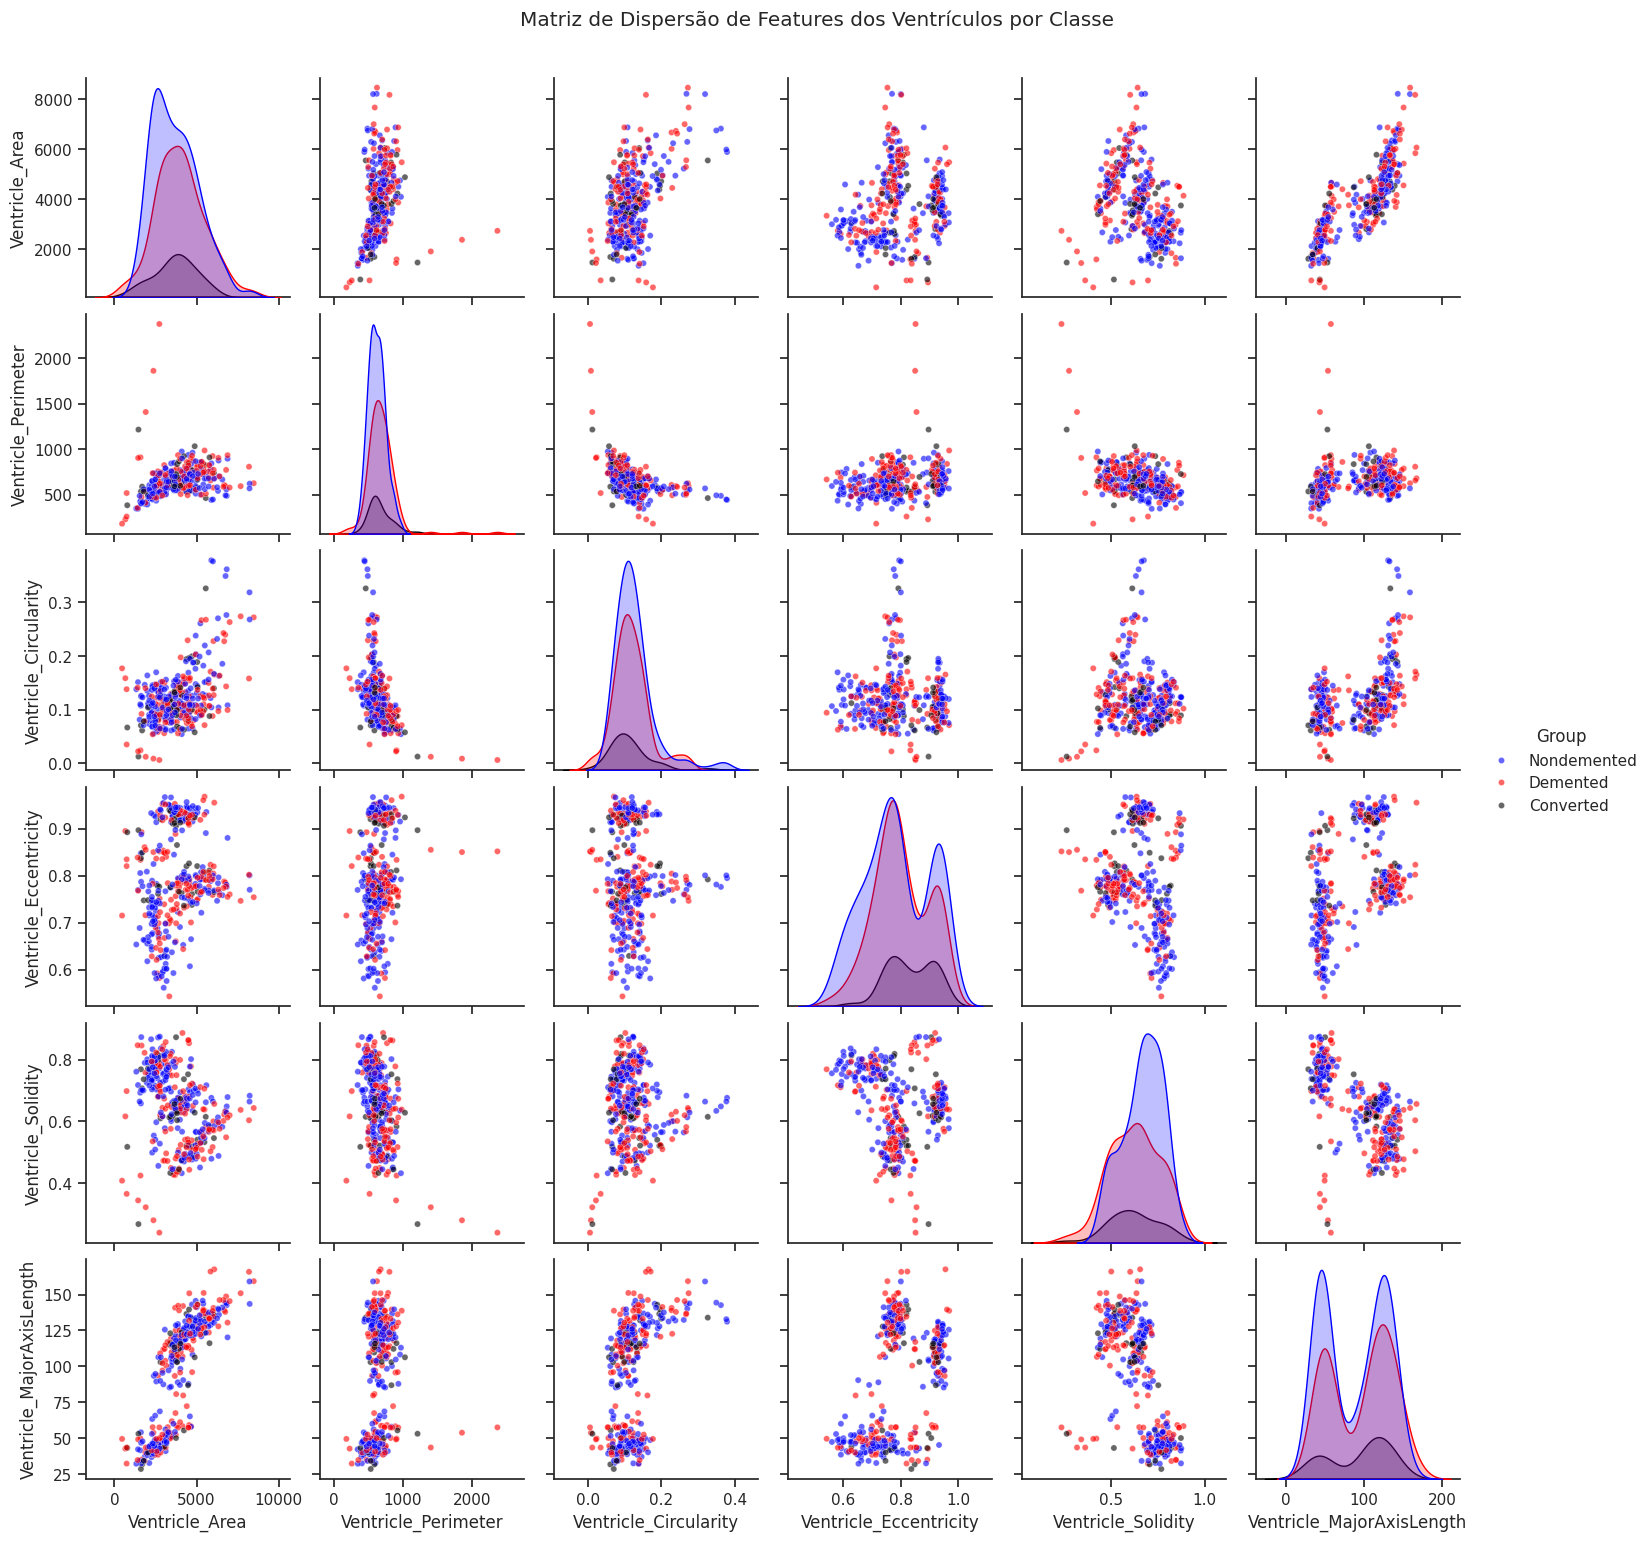 Matriz de Dispersão de Features dos Ventrículos por Classe
Ventricle_Area
8000
6000
4000
2000
Ventricle_Perimeter
2000
1500
1000
500
Ventricle_Circularity
0.3
0.2
0.1
0.0
Ventricle_Eccentricity
0.9
0.8
0.7
0.6
Ventricle_Solidity
0.8
0.6
0.4
Ventricle_MajorAxisLength
150
125
100
75
50
25
0 5000 10000
0 1000 2000
0.0 0.2 0.4
0.6 0.8 1.0
0.5 1.0
0 100 200
Ventricle_Area
Ventricle_Perimeter
Ventricle_Circularity
Ventricle_Eccentricity
Ventricle_Solidity
Ventricle_MajorAxisLength
Group
Nondemented
Demented
Converted